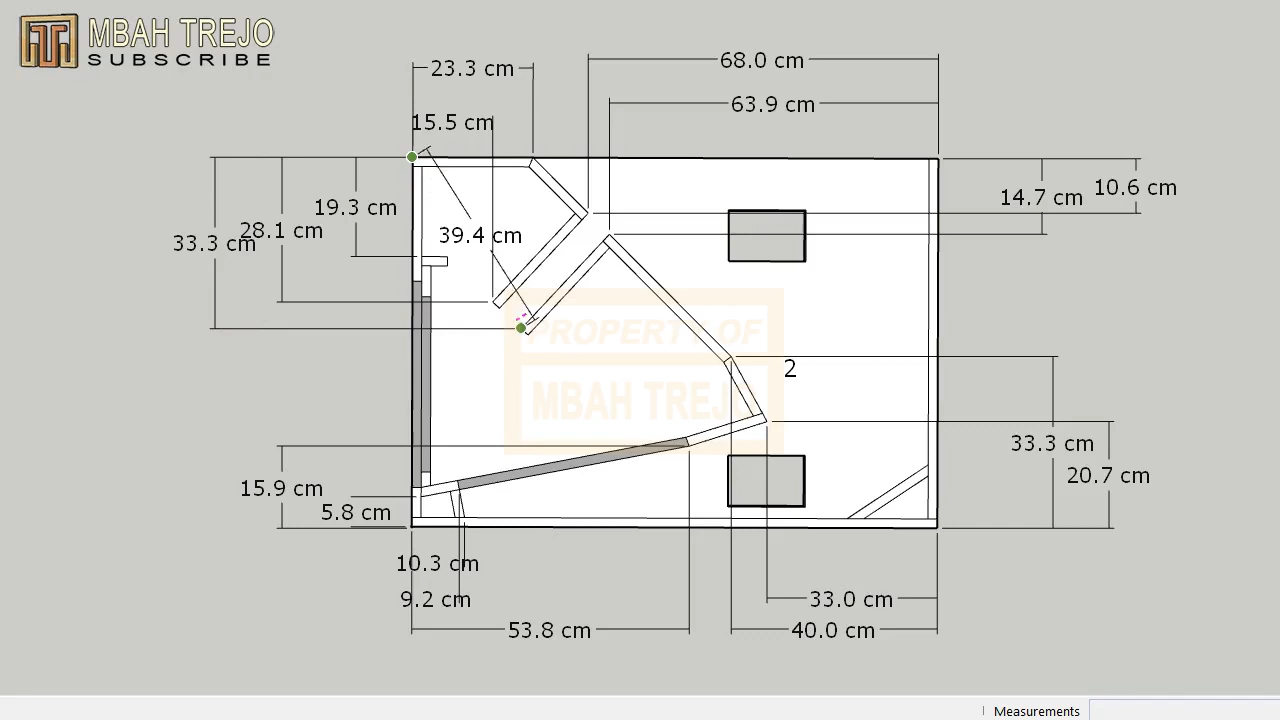 MBAH TREJO
SUBSCRIBE
23.3 cm
68.0 cm
63.9 cm
15.5 cm
14.7 cm
10.6 cm
19.3 cm
28.1 cm
33.3 cm
39.4 cm
PROPERTY OF
MBAH TREJO
2
33.3 cm
20.7 cm
15.9 cm
5.8 cm
10.3 cm
9.2 cm
33.0 cm
53.8 cm
40.0 cm
Measurements